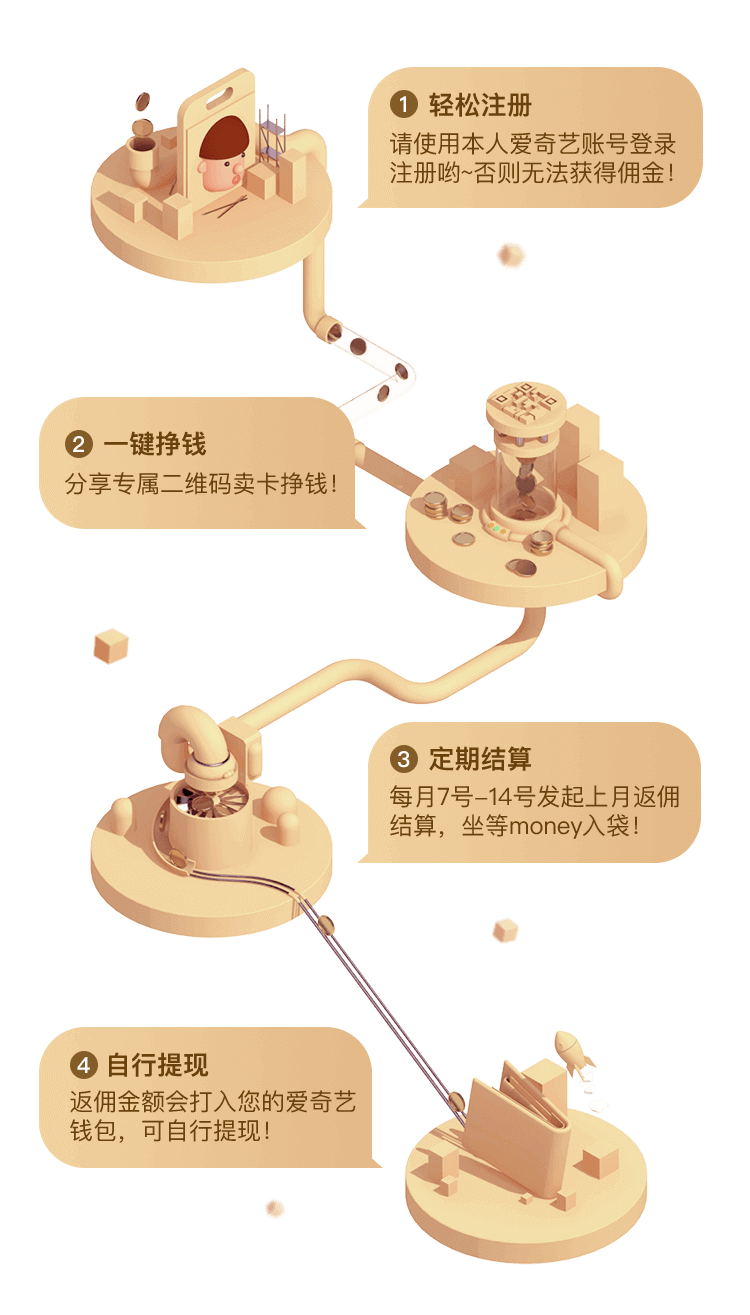 1 轻松注册
请使用本人爱奇艺账号登录
注册哟~否则无法获得佣金!
2 一键挣钱
分享专属二维码卖卡挣钱!
3 定期结算
每月7号–14号发起上月返佣
结算，坐等money入袋!
4 自行提现
返佣金额会打入您的爱奇艺
钱包，可自行提现!